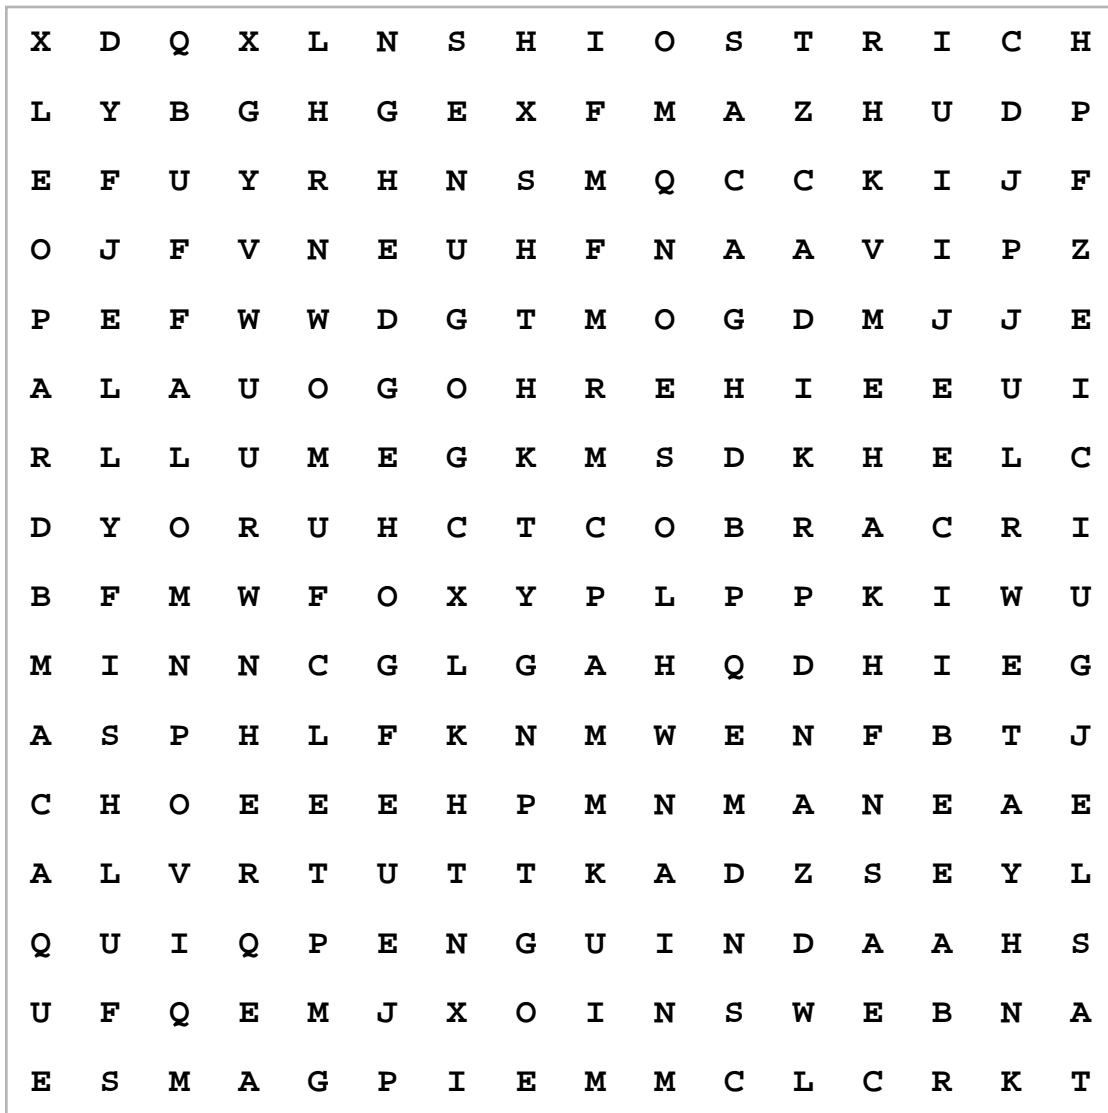 X D Q X L N S H I O S T R I C H
L Y B G H G E X F M A Z H U D P
E F U Y R H N S M Q C C K I J F
O J F V N E U H F N A A V I P Z
P E F W W D G T M O G D M J J E
A L A U O G O H R E H I E E U I
R L L U M E G K M S D K H E L C
D Y O R U H C T C O B R A C R I
B F M W F O X Y P L P P K I W U
M I N N C G L G A H Q D H I E G
A S P H L F K N M W E N F B T J
C H O E E E H P M N M A N E A E
A L V R T U T T K A D Z S E Y L
Q U I Q P E N G U I N D A A H S
U F Q E M J X O I N S W E B N A
E S M A G P I E M M C L C R K T